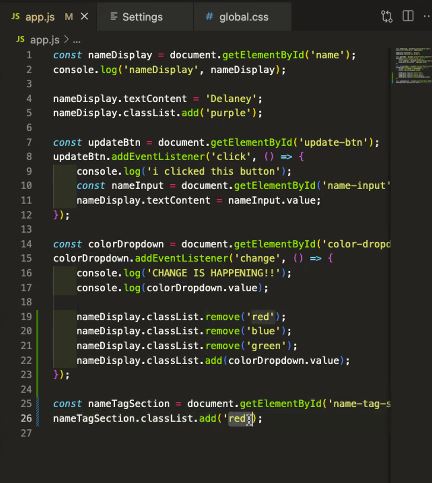 JS app.js M × Settings # global.css
JS app.js > ...
1 const nameDisplay = document.getElementById('name');
2 console.log('nameDisplay', nameDisplay);
3
4 nameDisplay.textContent = 'Delaney';
5 nameDisplay.classList.add('purple');
6
7 const updateBtn = document.getElementById('update-btn');
8 updateBtn.addEventListener('click', () => {
9 console.log('i clicked this button');
10 const nameInput = document.getElementById('name-input'
11 nameDisplay.textContent = nameInput.value;
12 });
13
14 const colorDropdown = document.getElementById('color-dropd
15 colorDropdown.addEventListener('change', () => {
16 console.log('CHANGE IS HAPPENING!!');
17 console.log(colorDropdown.value);
18
19 nameDisplay.classList.remove('red');
20 nameDisplay.classList.remove('blue');
21 nameDisplay.classList.remove('green');
22 nameDisplay.classList.add(colorDropdown.value);
23 });
24
25 const nameTagSection = document.getElementById('name-tag-s
26 nameTagSection.classList.add('red');
27